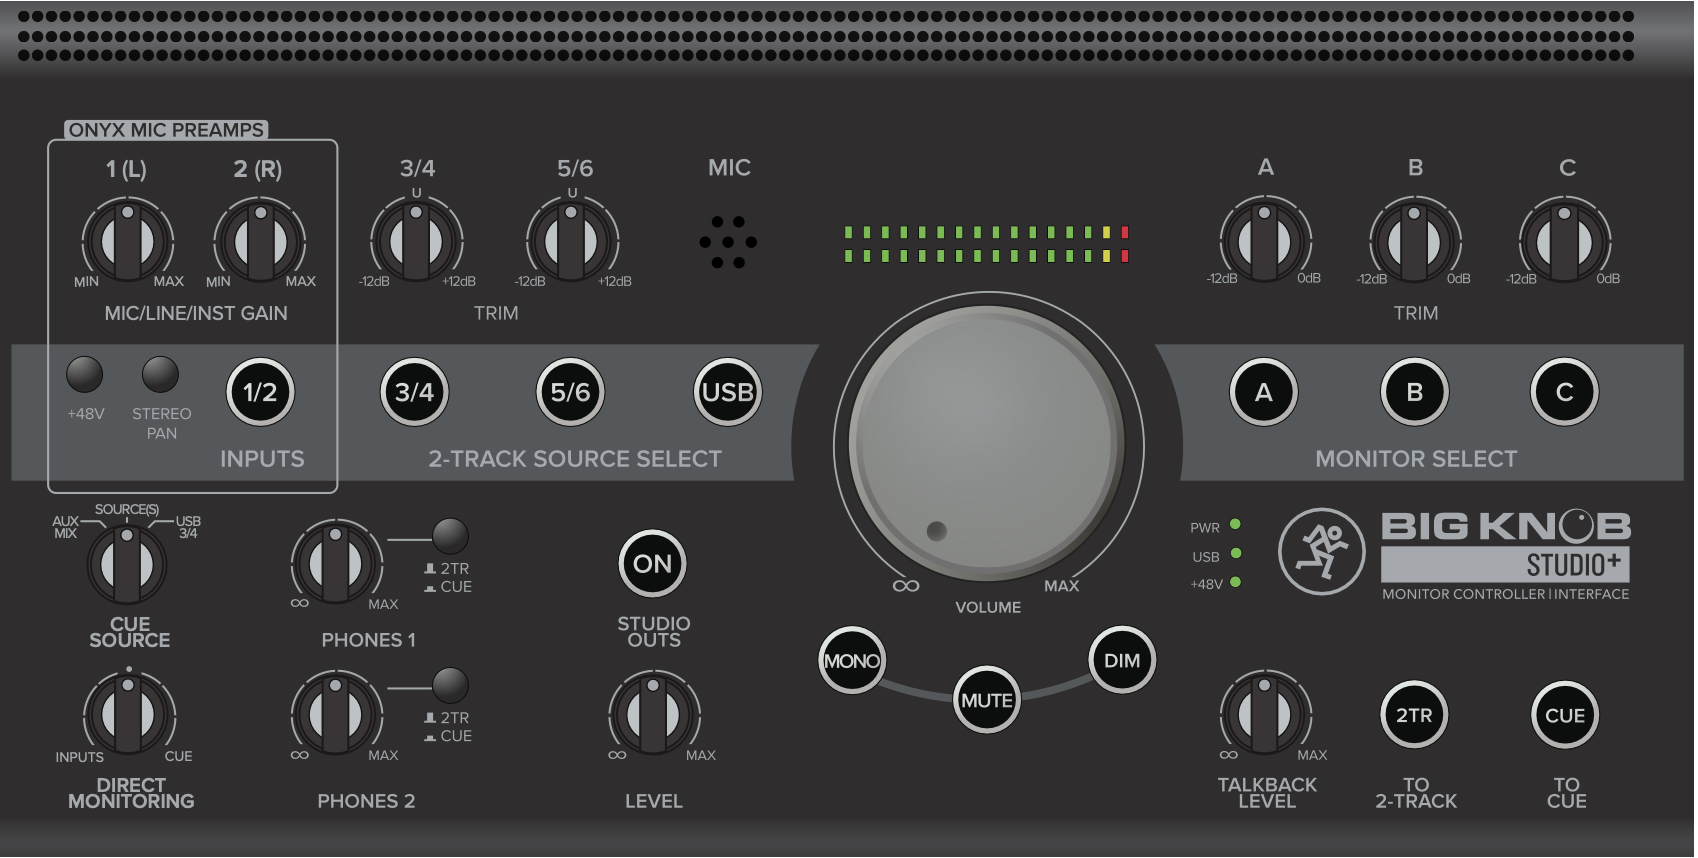 ONYX MIC PREAMPS
1 (L)
2 (R)
3/4
5/6
MIC
A
B
C
U
U
MIN
MAX
MIN
MAX
-12dB
+12dB
-12dB
+12dB
-12dB
0dB
-12dB
0dB
-12dB
0dB
MIC/LINE/INST GAIN
TRIM
TRIM
1/2
3/4
5/6
USB
A
B
C
+48V
STEREO
PAN
INPUTS
2-TRACK SOURCE SELECT
MONITOR SELECT
SOURCE(S)
AUX
MIX
USB
3/4
CUE
SOURCE
2TR
CUE
∞
MAX
PHONES 1
ON
STUDIO
OUTS
∞
MAX
VOLUME
MONO
MUTE
DIM
PWR
USB
+48V
BIG KNOB
STUDIO+
MONITOR CONTROLLER | INTERFACE
INPUTS
CUE
DIRECT
MONITORING
2TR
CUE
∞
MAX
PHONES 2
∞
MAX
LEVEL
∞
MAX
TALKBACK
LEVEL
2TR
TO
2-TRACK
CUE
TO
CUE